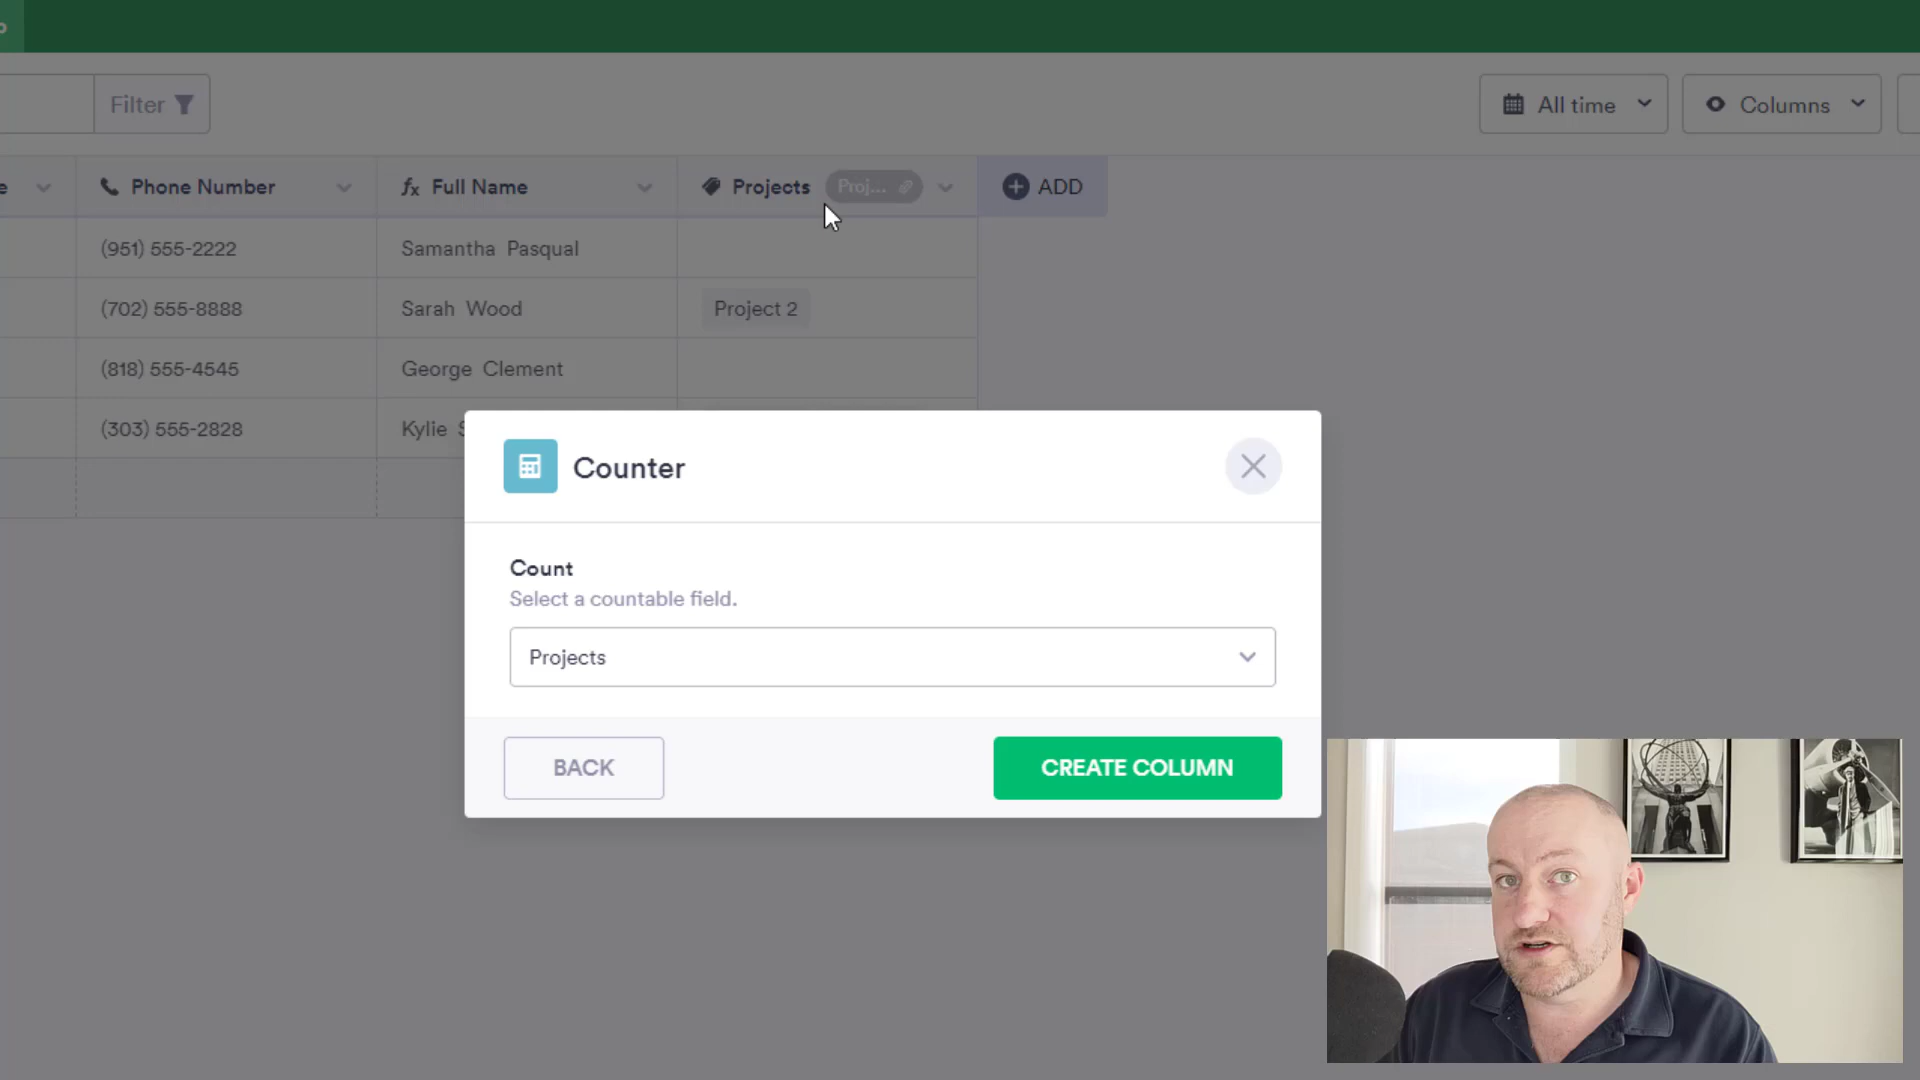 Filter
All time
Columns
e
Phone Number
fx Full Name
Projects
Proj...
ADD
(951) 555-2222
Samantha Pasqual
(702) 555-8888
Sarah Wood
Project 2
(818) 555-4545
George Clement
(303) 555-2828
Kylie S
Counter
Count
Select a countable field.
Projects
BACK
CREATE COLUMN